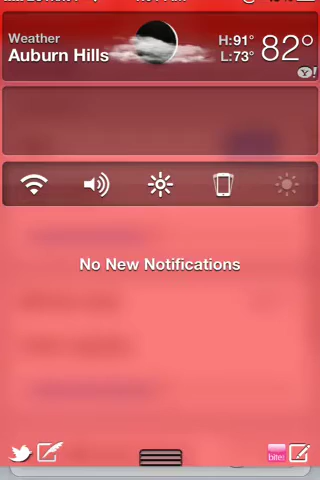 Weather
Auburn Hills
H:91°
L:73°
82°
Y!
No New Notifications
bite!